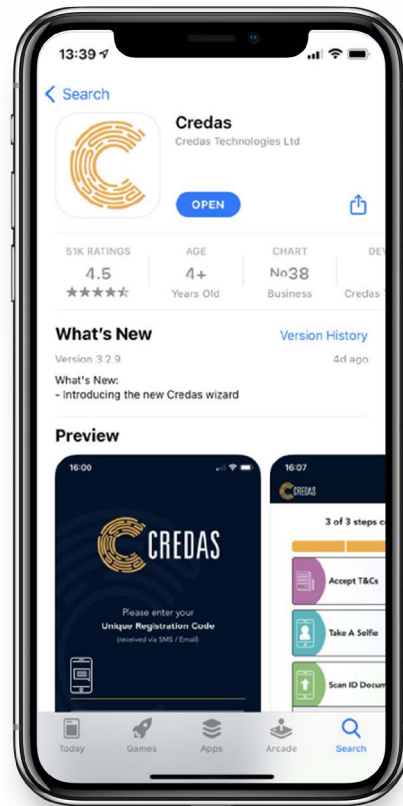 13:39
Search
Credas
Credas Technologies Ltd
OPEN
51K RATINGS
4.5
AGE
4+
Years Old
CHART
No38
Business
DEV
Credas
What's New
Version History
Version 3.2.9
4d ago
What's New:
- Introducing the new Credas wizard
Preview
16:00
CREDAS
Please enter your
Unique Registration Code
(received via SMS / Email)
16:07
CREDAS
3 of 3 steps c
Accept T&Cs
Take A Selfie
Scan ID Docum
Today
Games
Apps
Arcade
Search